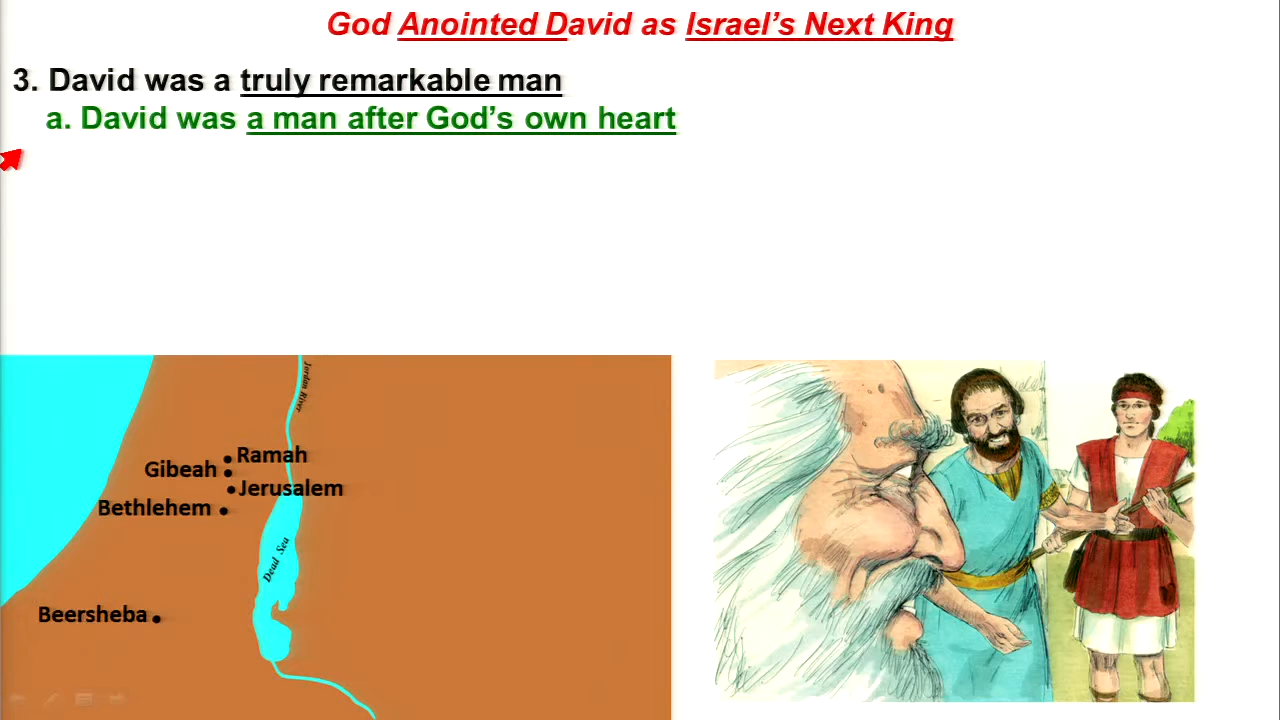 God Anointed David as Israel's Next King
3. David was a truly remarkable man
a. David was a man after God's own heart
Jordan River
Ramah
Gibeah
Jerusalem
Bethlehem
Dead Sea
Beersheba